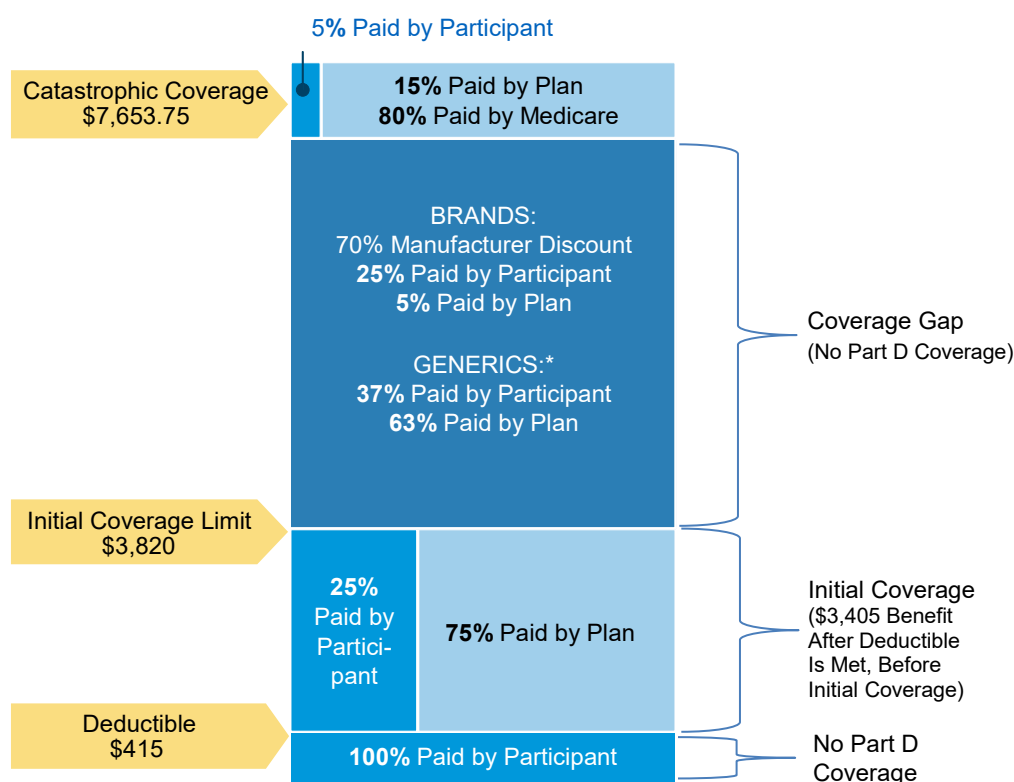 5% Paid by Participant
Catastrophic Coverage
$7,653.75
15% Paid by Plan
80% Paid by Medicare
BRANDS:
70% Manufacturer Discount
25% Paid by Participant
5% Paid by Plan
GENERICS:*
37% Paid by Participant
63% Paid by Plan
Coverage Gap
(No Part D Coverage)
Initial Coverage Limit
$3,820
25%
Paid by
Partici-
pant
75% Paid by Plan
Initial Coverage
($3,405 Benefit
After Deductible
Is Met, Before
Initial Coverage)
Deductible
$415
100% Paid by Participant
No Part D
Coverage